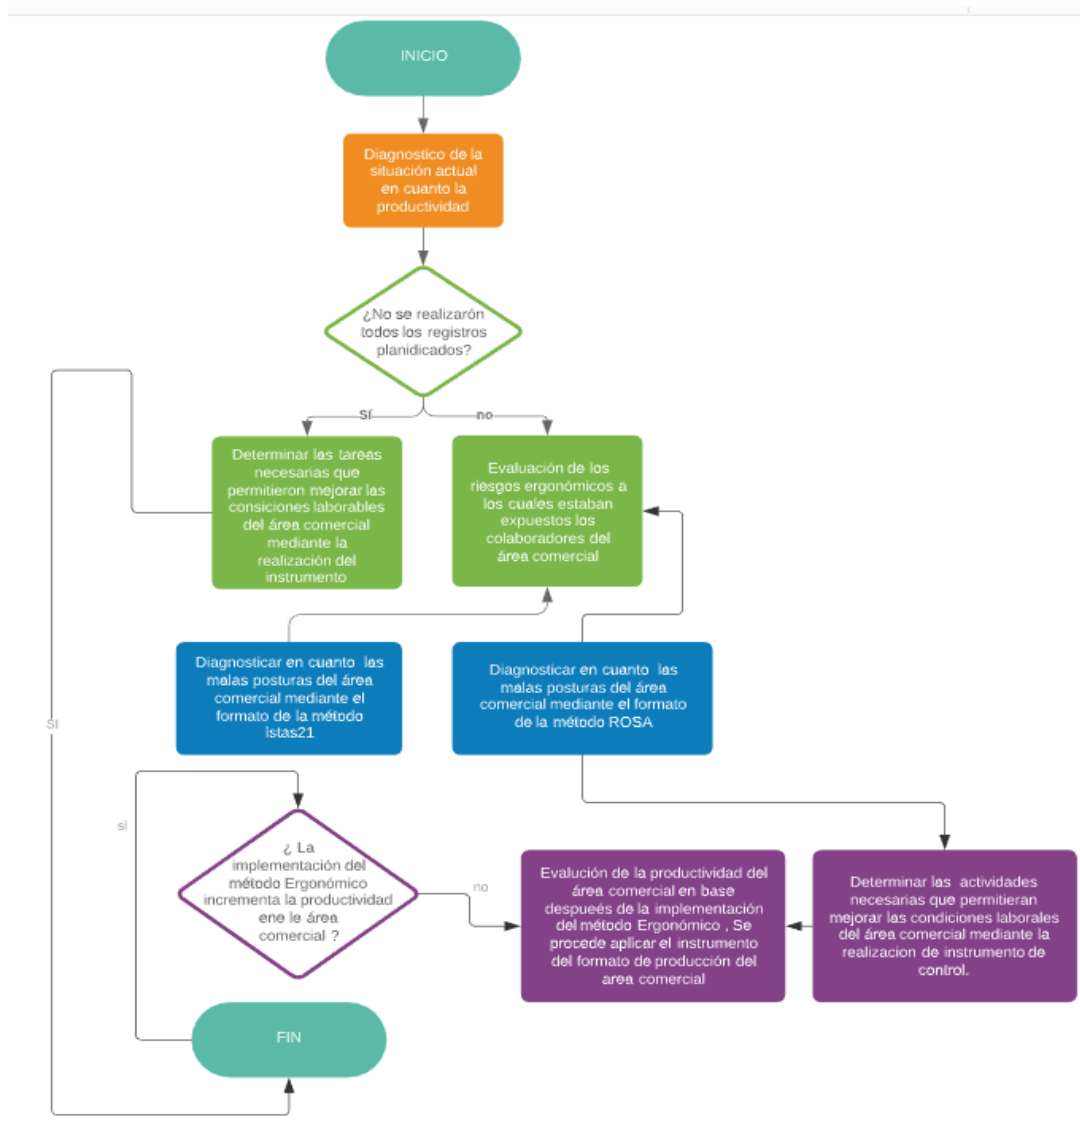 INICIO
Diagnostico de la
situación actual
en cuanto la
productividad
¿No se realizarón
todos los registros
planidicados?
Sí
no
Determinar las tareas
necesarias que
permitieron mejorar las
consiciones laborables
del área comercial
mediante la
realización del
instrumento
Evaluación de los
riesgos ergonómicos a
los cuales estaban
expuestos los
colaboradores del
área comercial
Diagnosticar en cuanto las
malas posturas del área
comercial mediante el
formato de la método
istas21
Diagnosticar en cuanto las
malas posturas del área
comercial mediante el formato
de la método ROSA
SI
sí
¿ La
implementación del
método Ergonómico
incrementa la productividad
ene le área
comercial ?
no
Evalución de la productividad del
área comercial en base
despueés de la implementación
del método Ergonómico , Se
procede aplicar el instrumento
del formato de producción del
area comercial
Determinar las actividades
necesarias que permitieran
mejorar las condiciones laborales
del área comercial mediante la
realizacion de instrumento de
control.
FIN